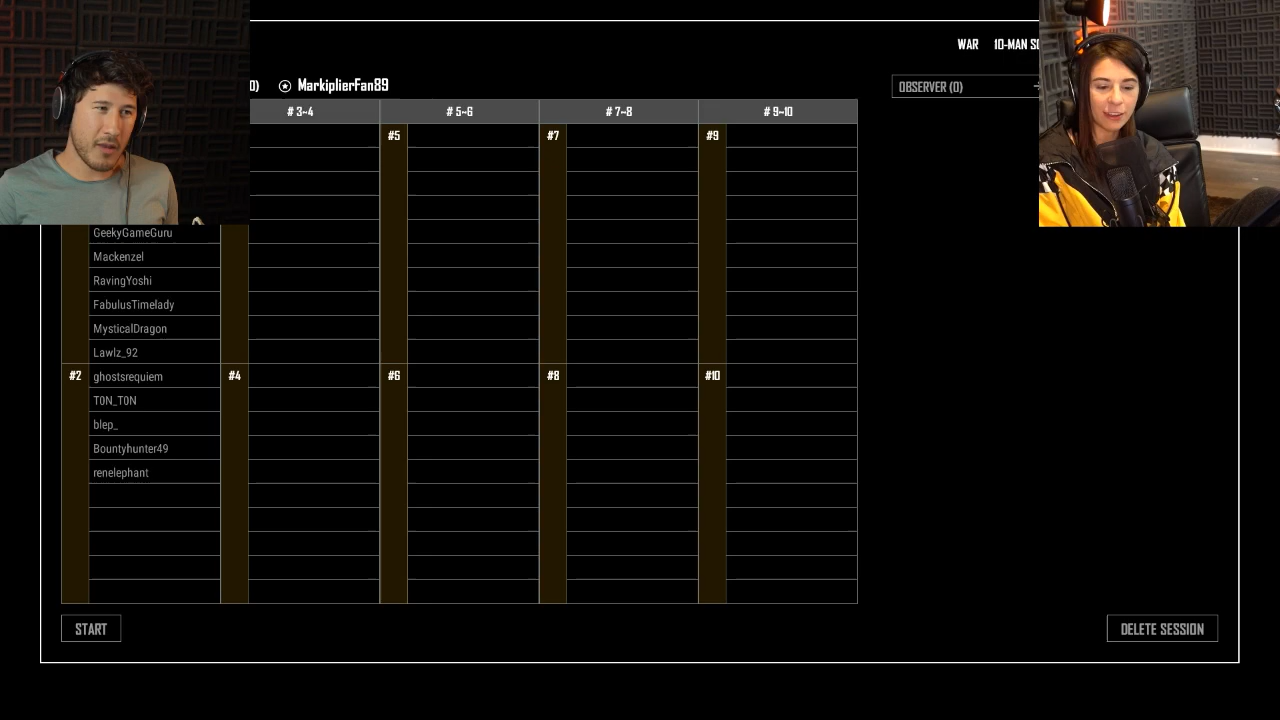 WAR 10-MAN
0) MarkiplierFan89
OBSERVER (0)
# 3~4 # 5~6 # 7~8 # 9~10
#5 #7 #9
GeekyGameGuru
Mackenzel
RavingYoshi
FabulusTimelady
MysticalDragon
Lawlz_92
#2 ghostsrequiem #4 #6 #8 #10
T0N_T0N
blep_
Bountyhunter49
renelephant
START DELETE SESSION